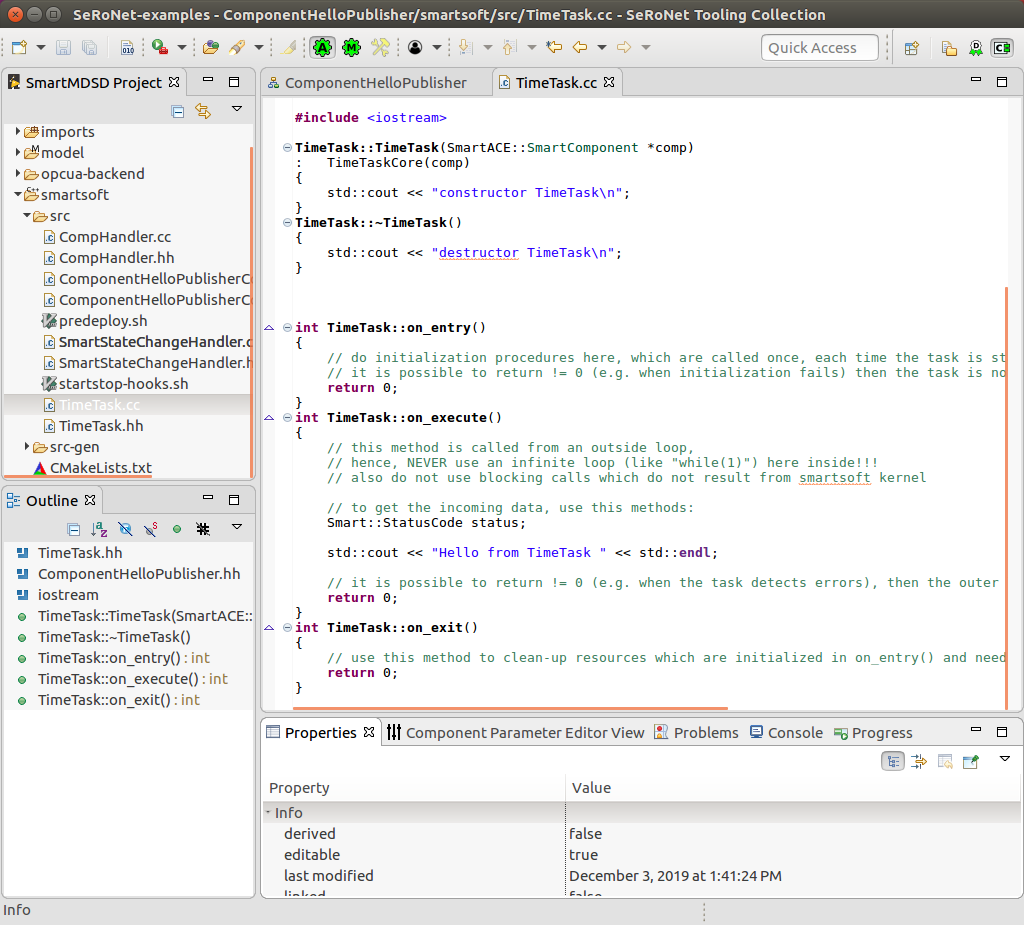 SeRoNet-examples - ComponentHelloPublisher/smartsoft/src/TimeTask.cc - SeRoNet Tooling Collection
010
A
M
Quick Access
SmartMDSD Project
imports
model
opcua-backend
smartsoft
src
CompHandler.cc
CompHandler.hh
ComponentHelloPublisherC
ComponentHelloPublisherC
predeploy.sh
SmartStateChangeHandler.c
SmartStateChangeHandler.h
startstop-hooks.sh
TimeTask.cc
TimeTask.hh
src-gen
CMakeLists.txt
ComponentHelloPublisher
TimeTask.cc
#include <iostream>
TimeTask::TimeTask(SmartACE::SmartComponent *comp)
:   TimeTaskCore(comp)
{
    std::cout << "constructor TimeTask\n";
}
TimeTask::~TimeTask()
{
    std::cout << "destructor TimeTask\n";
}
int TimeTask::on_entry()
{
    // do initialization procedures here, which are called once, each time the task is st
    // it is possible to return != 0 (e.g. when initialization fails) then the task is no
    return 0;
}
int TimeTask::on_execute()
{
    // this method is called from an outside loop,
    // hence, NEVER use an infinite loop (like "while(1)") here inside!!!
    // also do not use blocking calls which do not result from smartsoft kernel
    // to get the incoming data, use this methods:
    Smart::StatusCode status;
    std::cout << "Hello from TimeTask " << std::endl;
    // it is possible to return != 0 (e.g. when the task detects errors), then the outer
    return 0;
}
int TimeTask::on_exit()
{
    // use this method to clean-up resources which are initialized in on_entry() and need
    return 0;
}
Outline
TimeTask.hh
ComponentHelloPublisher.hh
iostream
TimeTask::TimeTask(SmartACE::
TimeTask::~TimeTask()
TimeTask::on_entry() : int
TimeTask::on_execute() : int
TimeTask::on_exit() : int
Properties
Component Parameter Editor View
Problems
Console
Progress
Property Value
Info
derived false
editable true
last modified December 3, 2019 at 1:41:24 PM
linked false
Info